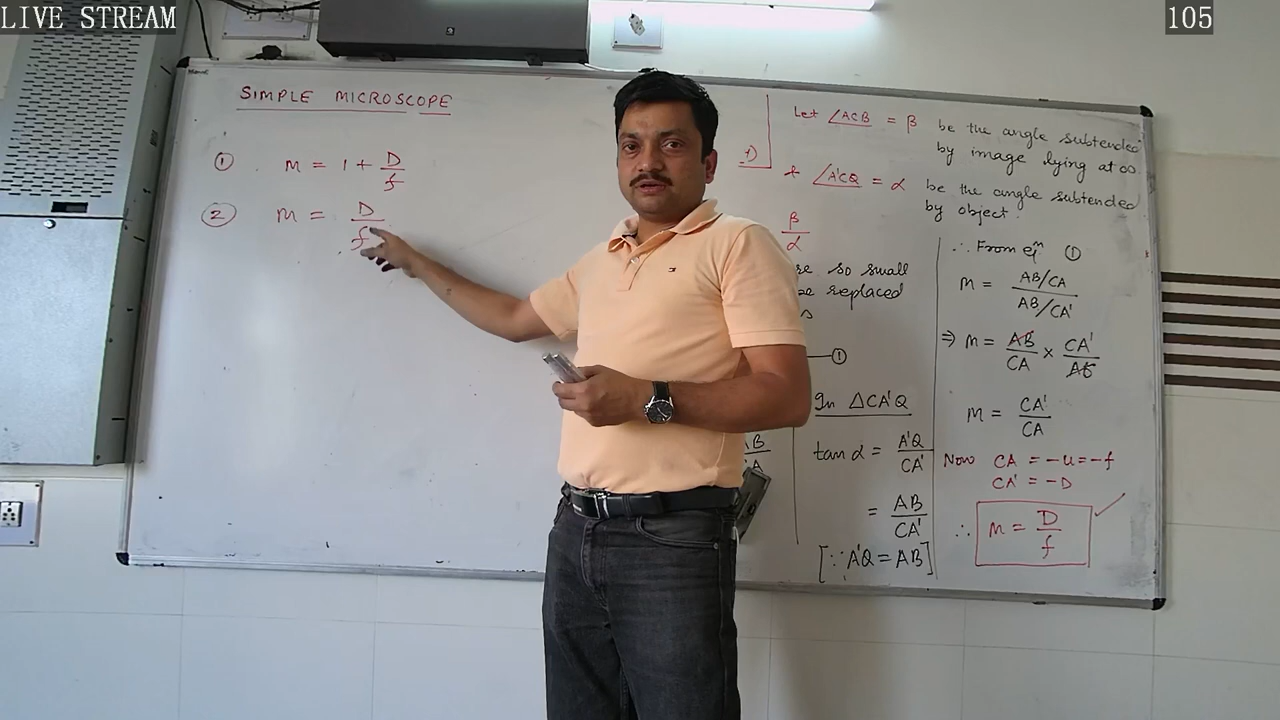 LIVE STREAM
105
SIMPLE MICROSCOPE
① m = 1 + D/f
② m = D/f
D
Let ∠ACB = β be the angle subtended
by image lying at ∞
+ ∠A'CQ = α be the angle subtended
by object.
β/α
so small
replaced
①
AB
In ΔCA'Q
tan α = A'Q/CA'
= AB/CA'
[∵ A'Q = AB]
∴ From eqn ①
m = AB/CA / AB/CA'
⇒ m = AB/CA × CA'/AB
m = CA'/CA
Now CA = -u = -f
CA' = -D
∴ m = D/f